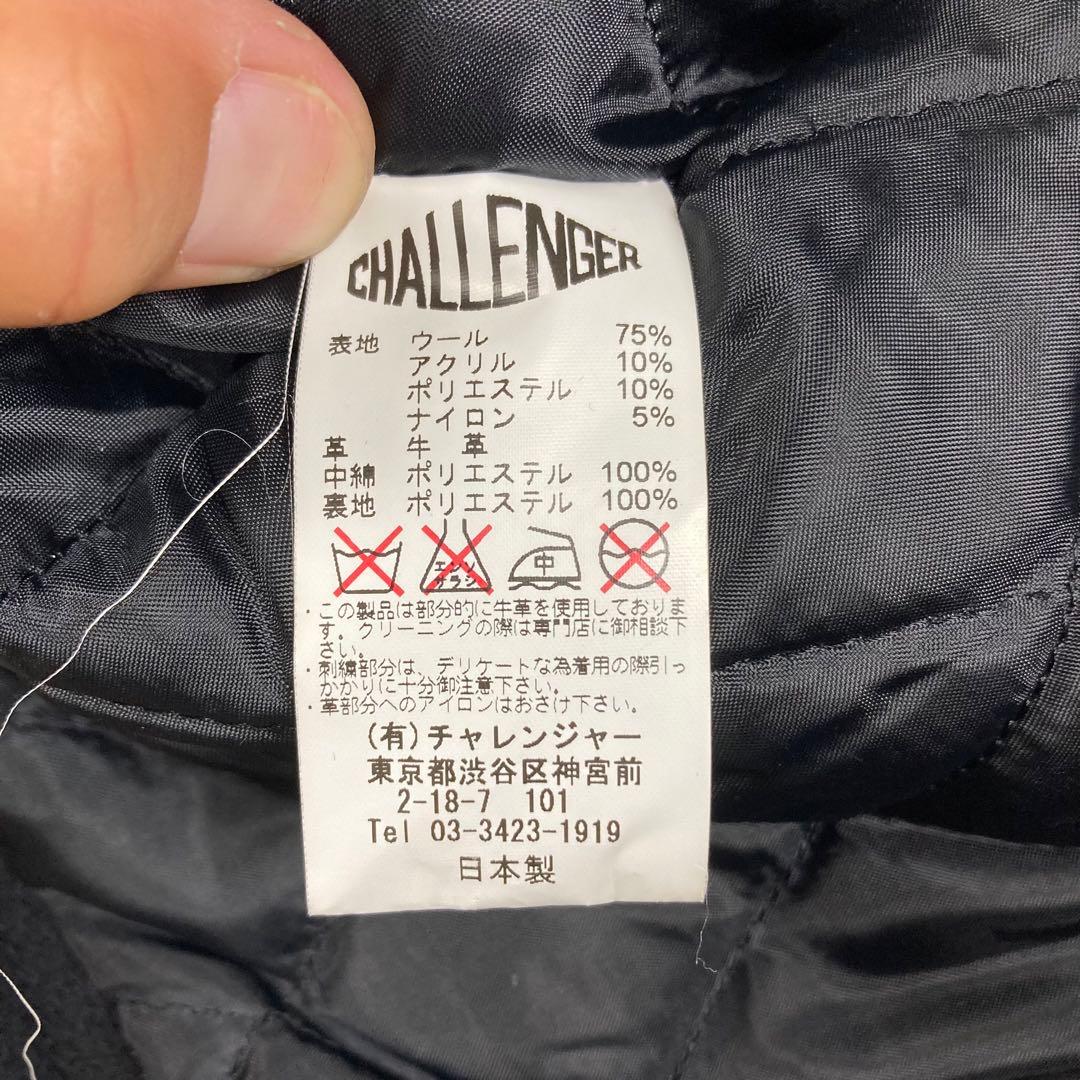 CHALLENGER
表地 ウール 75%
アクリル 10%
ポリエステル 10%
ナイロン 5%
革 牛 革
中綿 ポリエステル 100%
裏地 ポリエステル 100%
エンソ
サラシ
中
・この製品は部分的に牛革を使用しておりま
す。クリーニングの際は専門店に御相談下
さい。
・刺繍部分は、デリケートな為着用の際引っ
かかりに十分御注意下さい。
・革部分へのアイロンはおさけ下さい。
(有)チャレンジャー
東京都渋谷区神宮前
2-18-7 101
Tel 03-3423-1919
日本製